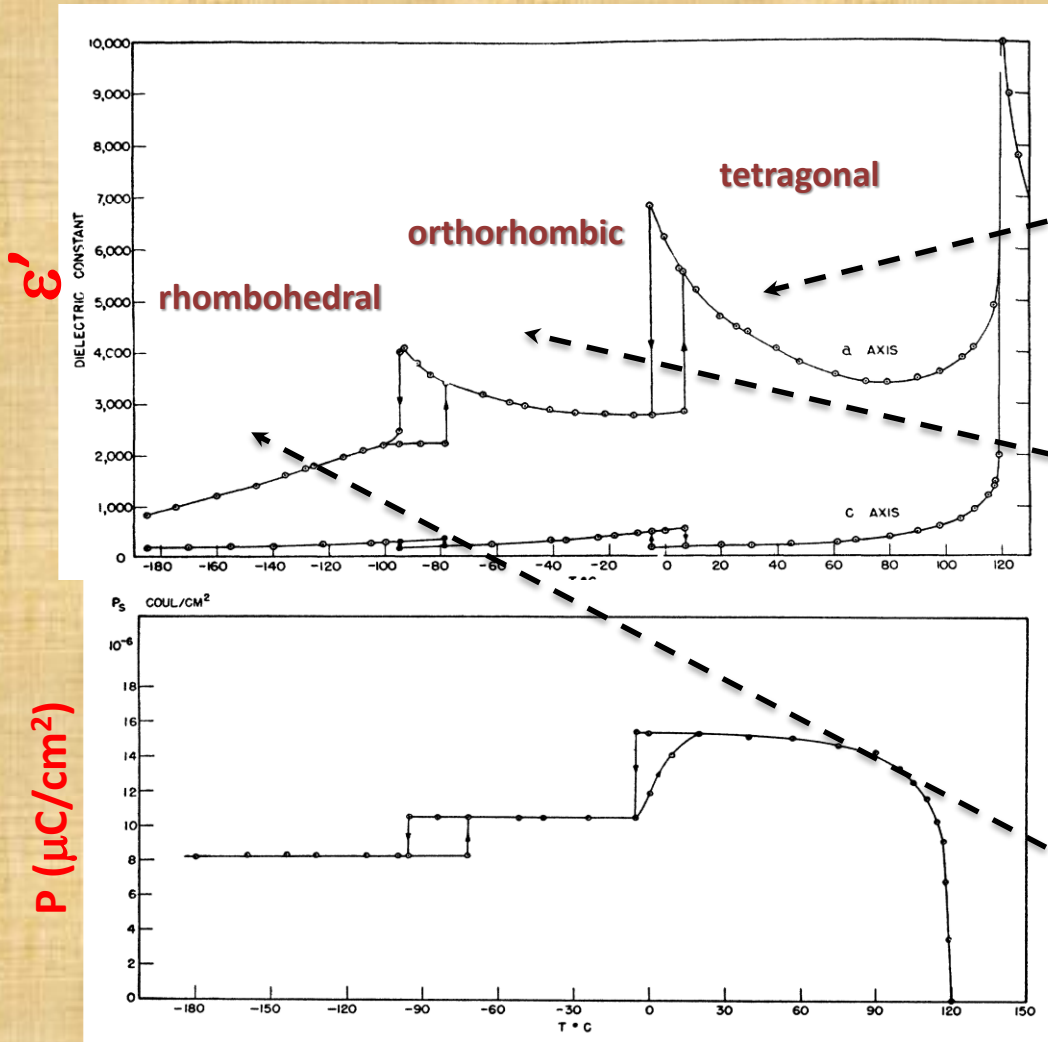 10,000
9,000
8,000
7,000
6,000
5,000
4,000
3,000
2,000
1,000
0
DIELECTRIC CONSTANT
ε′
tetragonal
orthorhombic
rhombohedral
a AXIS
C AXIS
-180 -160 -140 -120 -100 -80 -60 -40 -20 0 20 40 60 80 100 120
T °C
Ps COUL/CM²
10⁻⁶
18
16
14
12
10
8
6
4
2
0
P (μC/cm²)
-180 -150 -120 -90 -60 -30 0 30 60 90 120 150
T °C